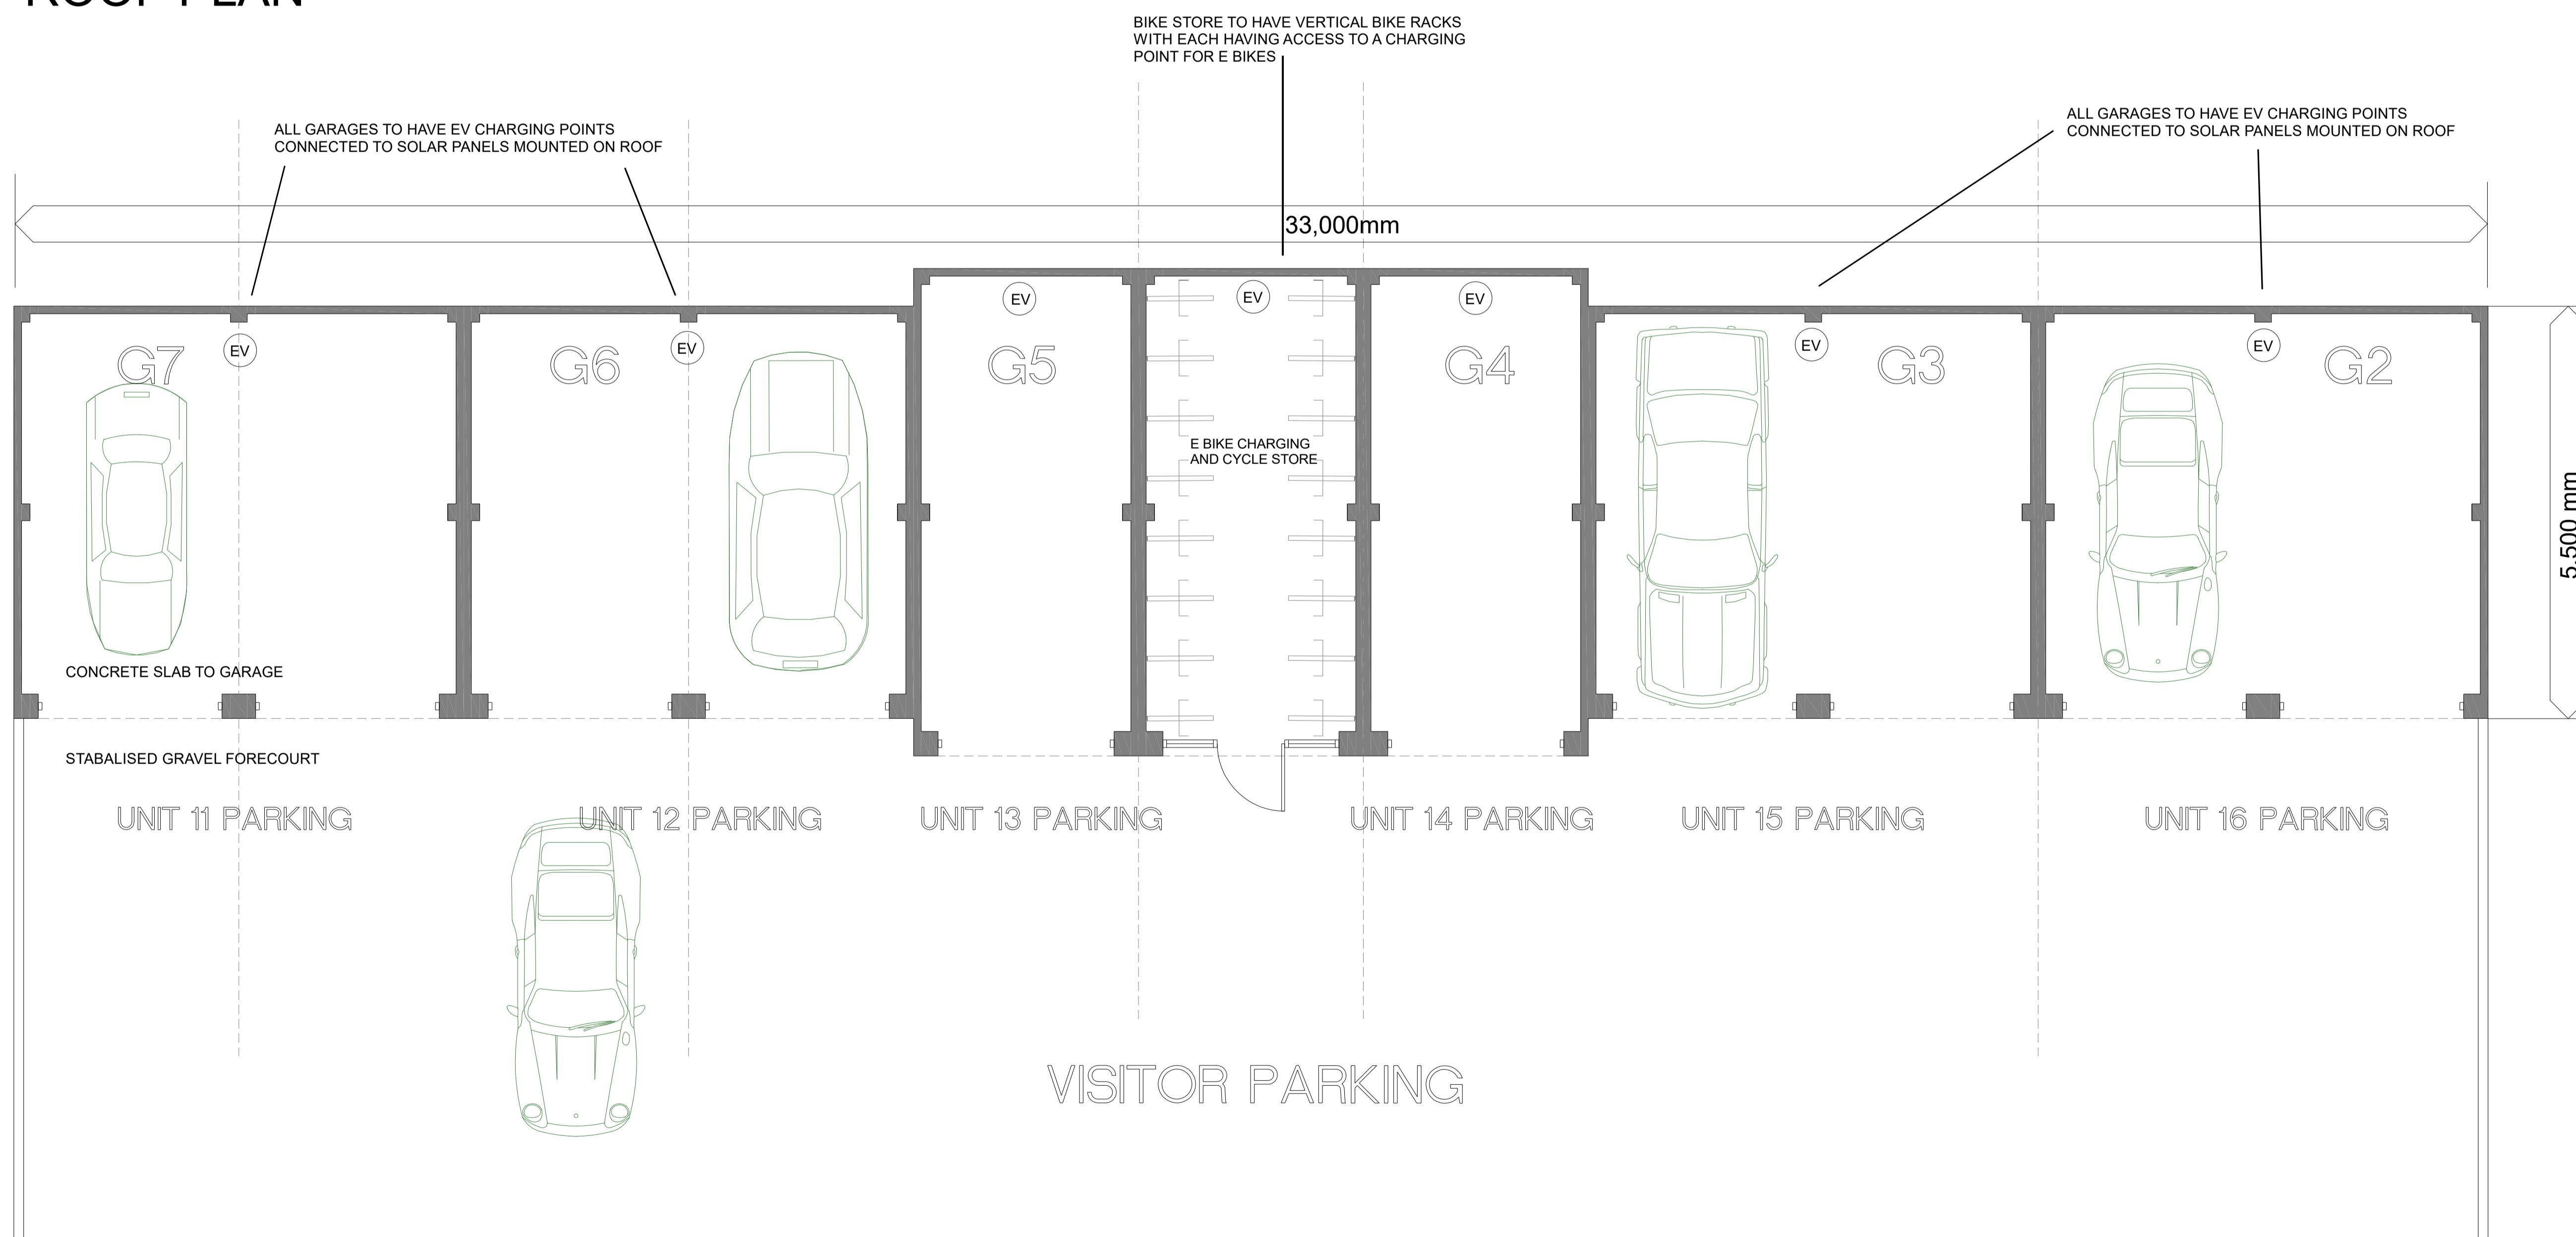 ROOF PLAN
BIKE STORE TO HAVE VERTICAL BIKE RACKS
WITH EACH HAVING ACCESS TO A CHARGING
POINT FOR E BIKES
ALL GARAGES TO HAVE EV CHARGING POINTS
CONNECTED TO SOLAR PANELS MOUNTED ON ROOF
ALL GARAGES TO HAVE EV CHARGING POINTS
CONNECTED TO SOLAR PANELS MOUNTED ON ROOF
33,000mm
EV
EV
EV
EV
EV
EV
EV
G7
G6
G5
G4
G3
G2
E BIKE CHARGING
AND CYCLE STORE
5,500 mm
CONCRETE SLAB TO GARAGE
STABALISED GRAVEL FORECOURT
UNIT 11 PARKING
UNIT 12 PARKING
UNIT 13 PARKING
UNIT 14 PARKING
UNIT 15 PARKING
UNIT 16 PARKING
VISITOR PARKING